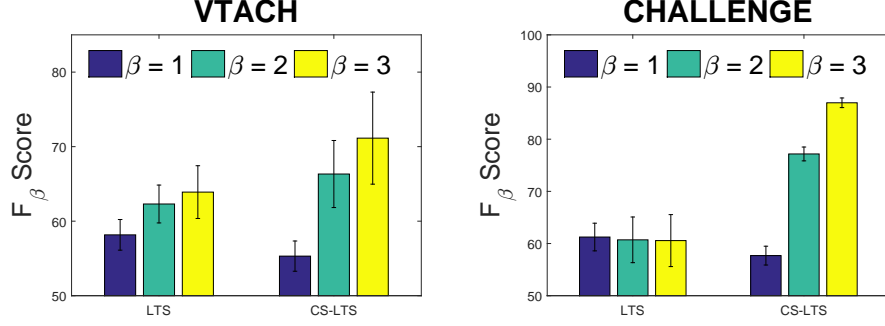 VTACH
β = 1 β = 2 β = 3
F β Score
80
70
60
50
LTS CS-LTS
CHALLENGE
β = 1 β = 2 β = 3
F β Score
100
90
80
70
60
50
LTS CS-LTS